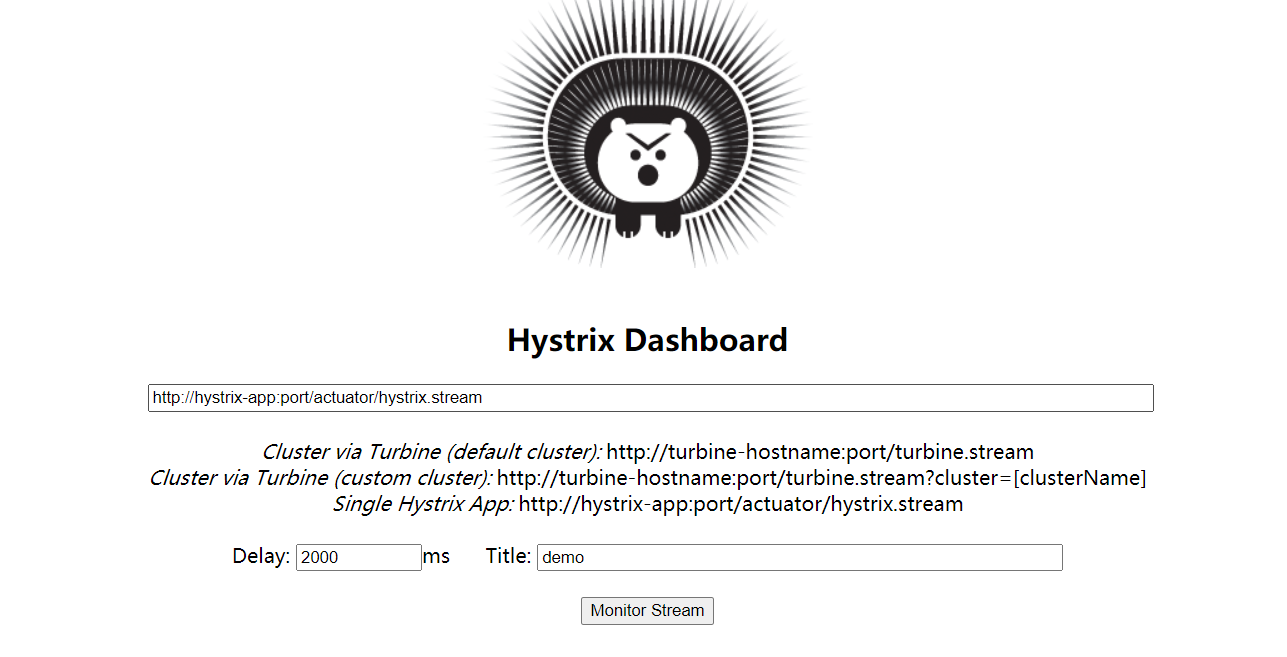 Hystrix Dashboard
http://hystrix-app:port/actuator/hystrix.stream
Cluster via Turbine (default cluster): http://turbine-hostname:port/turbine.stream
Cluster via Turbine (custom cluster): http://turbine-hostname:port/turbine.stream?cluster=[clusterName]
Single Hystrix App: http://hystrix-app:port/actuator/hystrix.stream
Delay: 2000 ms Title: demo
Monitor Stream